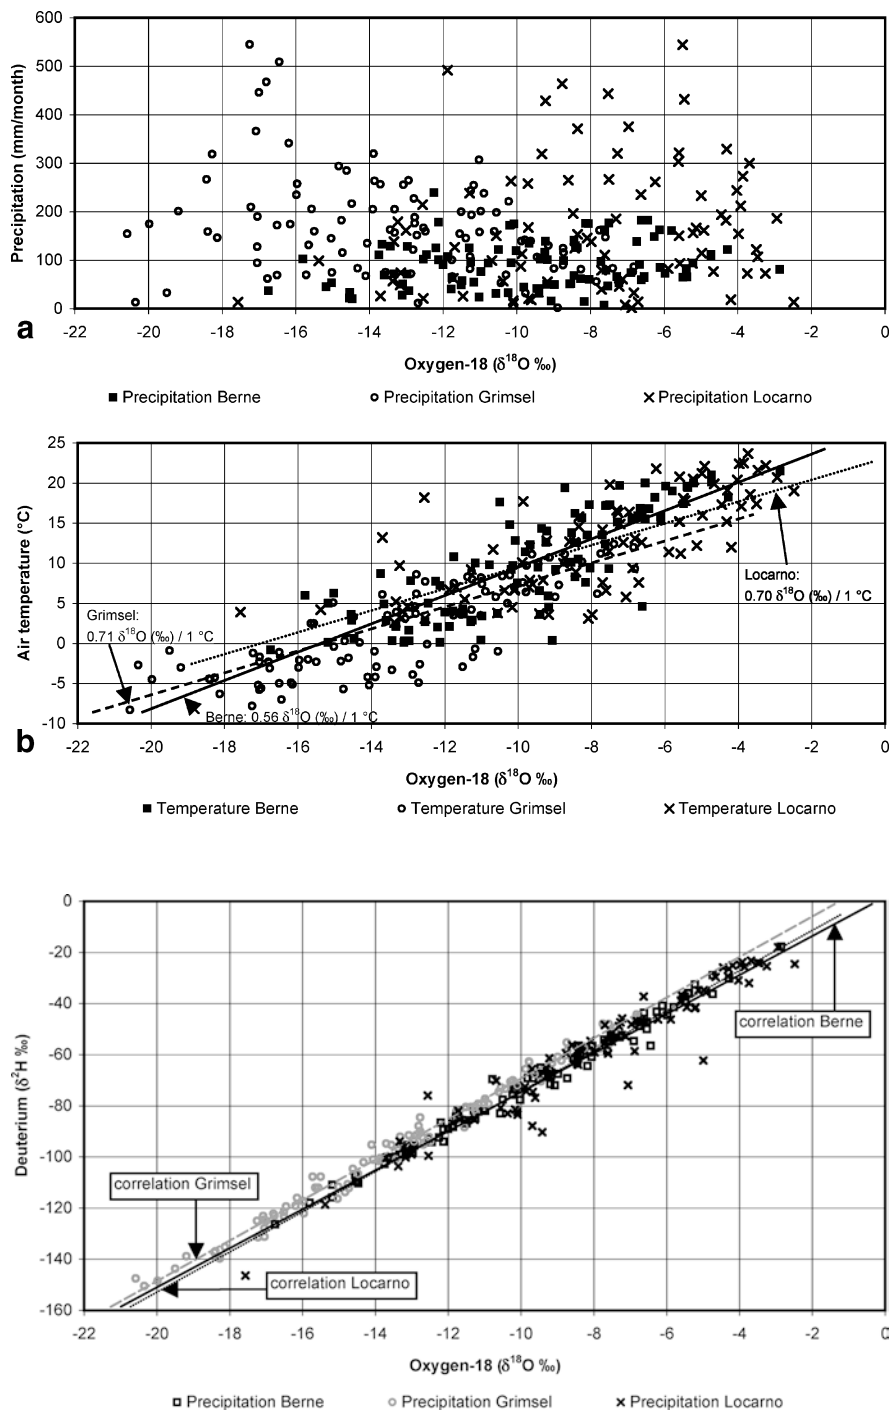 600
500
400
300
200
100
0
Precipitation (mm/month)
-22 -20 -18 -16 -14 -12 -10 -8 -6 -4 -2 0
a
Oxygen-18 (δ¹⁸O ‰)
Precipitation Berne Precipitation Grimsel Precipitation Locarno
25
20
15
10
5
0
-5
-10
Air temperature (°C)
Locarno:
0.70 δ¹⁸O (‰) / 1 °C
Grimsel:
0.71 δ¹⁸O (‰) / 1 °C
Berne: 0.56 δ¹⁸O (‰) / 1 °C
-22 -20 -18 -16 -14 -12 -10 -8 -6 -4 -2 0
b
Oxygen-18 (δ¹⁸O ‰)
Temperature Berne Temperature Grimsel Temperature Locarno
0
-20
-40
-60
-80
-100
-120
-140
-160
Deuterium (δ²H ‰)
correlation Berne
correlation Grimsel
correlation Locarno
-22 -20 -18 -16 -14 -12 -10 -8 -6 -4 -2 0
Oxygen-18 (δ¹⁸O ‰)
Precipitation Berne Precipitation Grimsel Precipitation Locarno